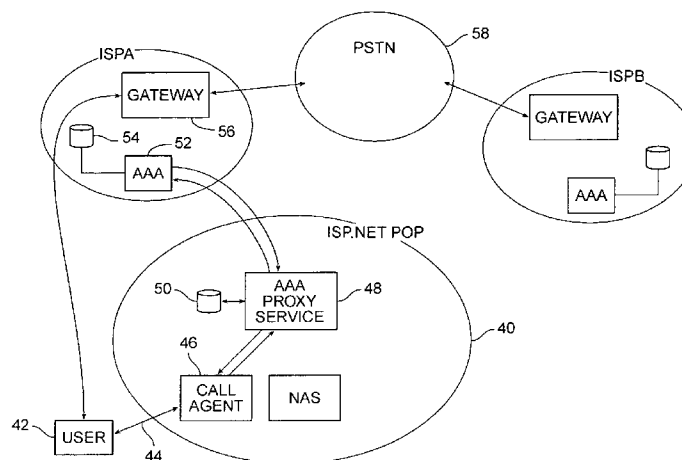 ISPA
PSTN
58
ISPB
GATEWAY
GATEWAY
54
52
56
AAA
AAA
ISP.NET POP
50
AAA
PROXY
SERVICE
48
40
46
CALL
AGENT
NAS
42
USER
44